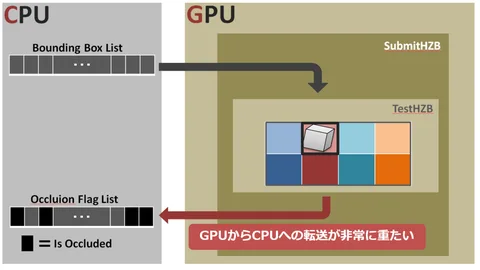 CPU
GPU
Bounding Box List
SubmitHZB
TestHZB
Occluion Flag List
= Is Occluded
GPUからCPUへの転送が非常に重たい